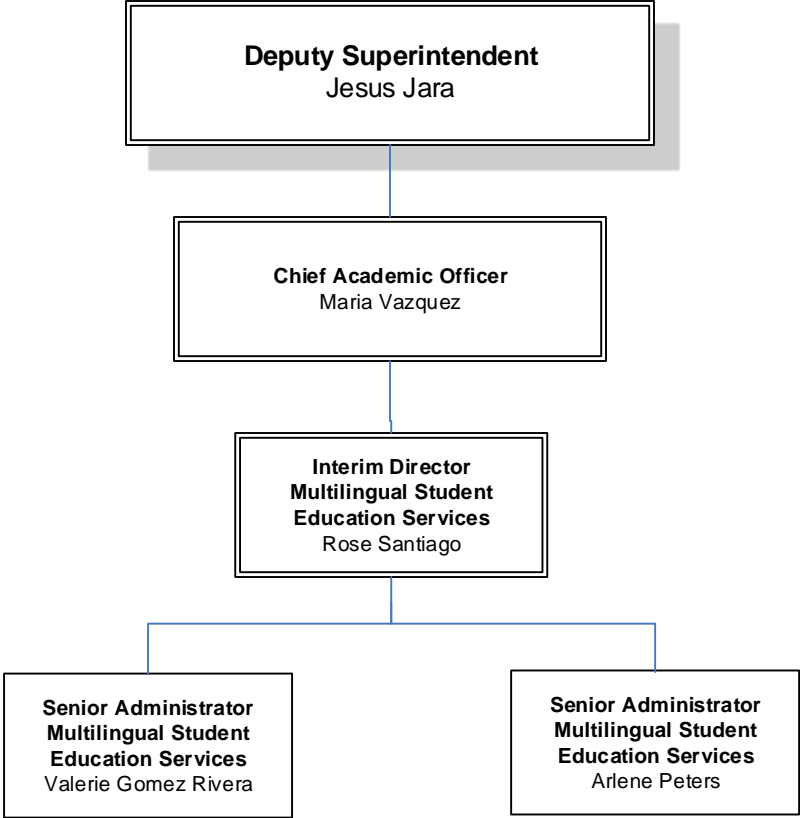 Deputy Superintendent
Jesus Jara
Chief Academic Officer
Maria Vazquez
Interim Director
Multilingual Student
Education Services
Rose Santiago
Senior Administrator
Multilingual Student
Education Services
Valerie Gomez Rivera
Senior Administrator
Multilingual Student
Education Services
Arlene Peters